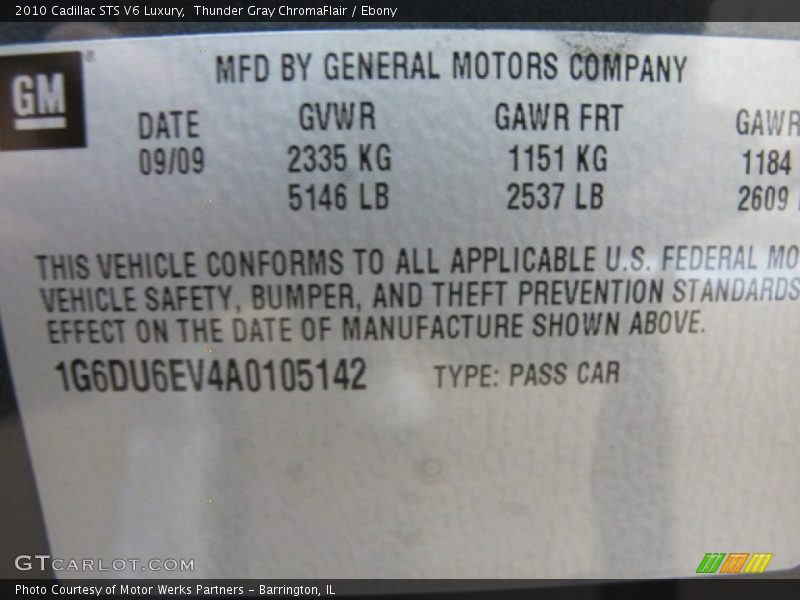 2010 Cadillac STS V6 Luxury, Thunder Gray ChromaFlair / Ebony
GM
MFD BY GENERAL MOTORS COMPANY
DATE GVWR GAWR FRT GAWR
09/09 2335 KG 1151 KG 1184
5146 LB 2537 LB 2609
THIS VEHICLE CONFORMS TO ALL APPLICABLE U.S. FEDERAL MO
VEHICLE SAFETY, BUMPER, AND THEFT PREVENTION STANDARDS
EFFECT ON THE DATE OF MANUFACTURE SHOWN ABOVE.
1G6DU6EV4A0105142 TYPE: PASS CAR
GTCARLOT.COM
Photo Courtesy of Motor Werks Partners – Barrington, IL